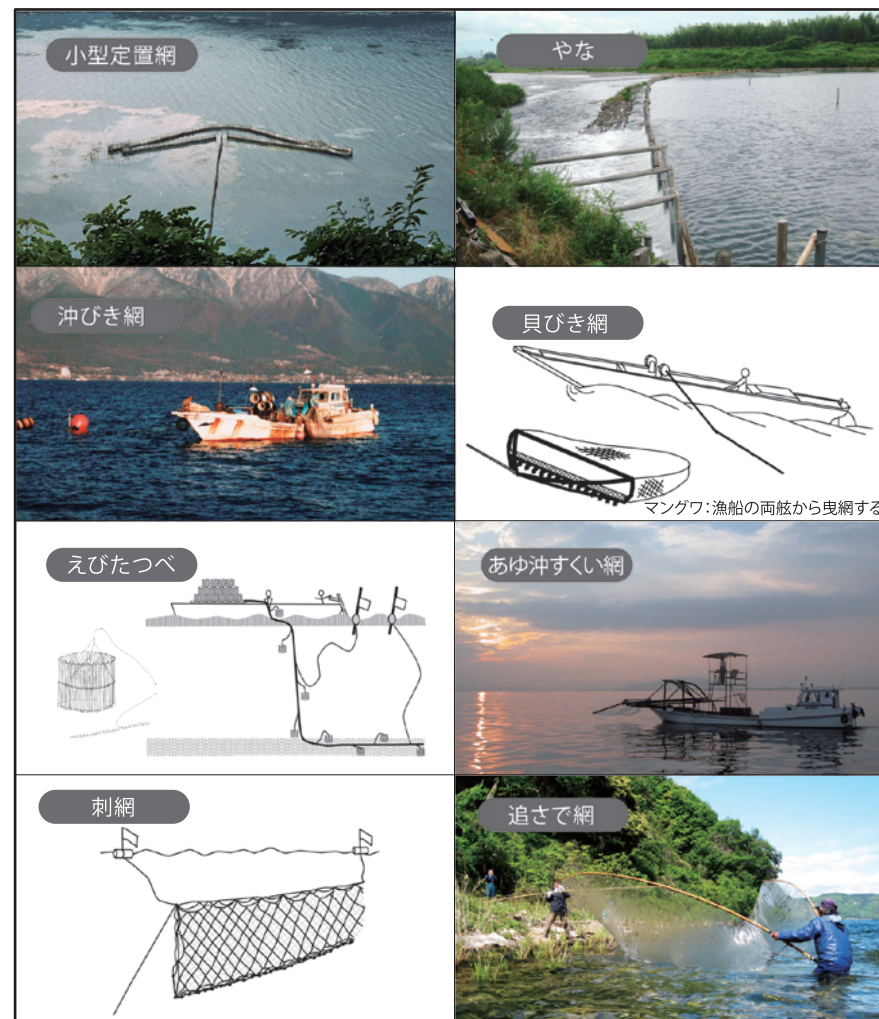 小型定置網
やな
沖びき網
貝びき網
マングワ：漁船の両舷から曳網する
えびたつべ
あゆ沖すくい網
刺網
追さで網